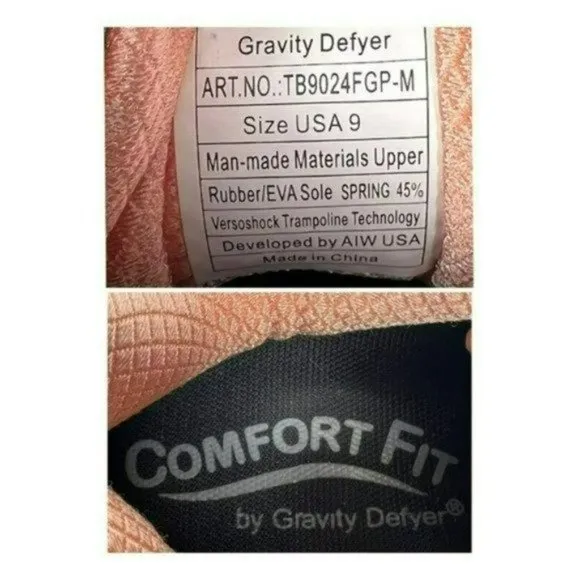 Gravity Defyer
ART.NO.:TB9024FGP-M
Size USA 9
Man-made Materials Upper
Rubber/EVA Sole SPRING 45%
Versoshock Trampoline Technology
Developed by AIW USA
Made in China
COMFORT FIT
by Gravity Defyer®